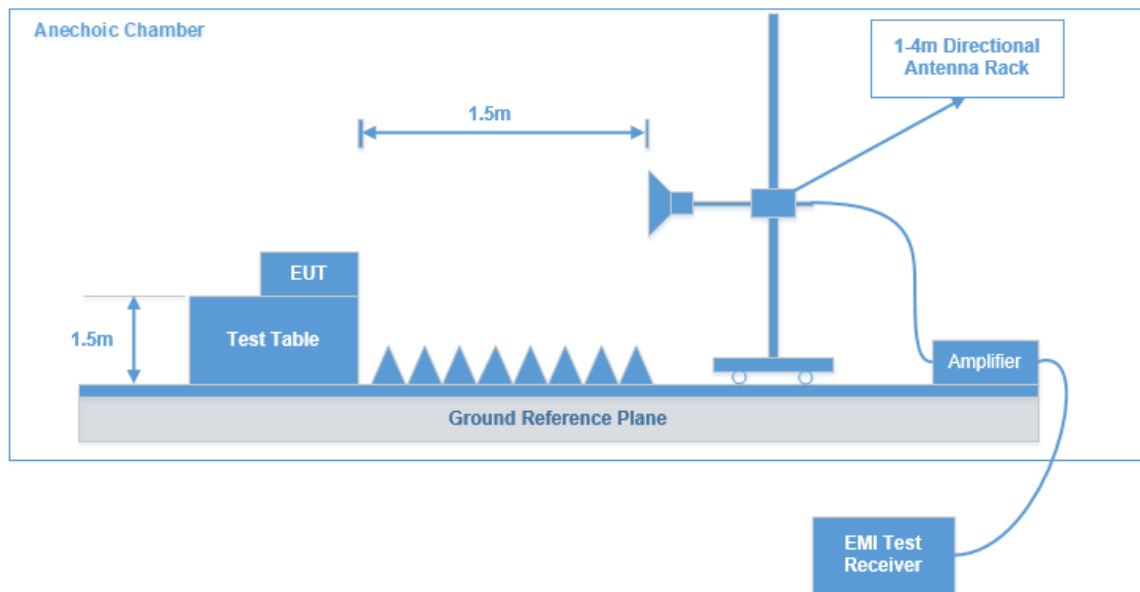 Anechoic Chamber
1-4m Directional
Antenna Rack
1.5m
EUT
1.5m
Test Table
Amplifier
Ground Reference Plane
EMI Test
Receiver